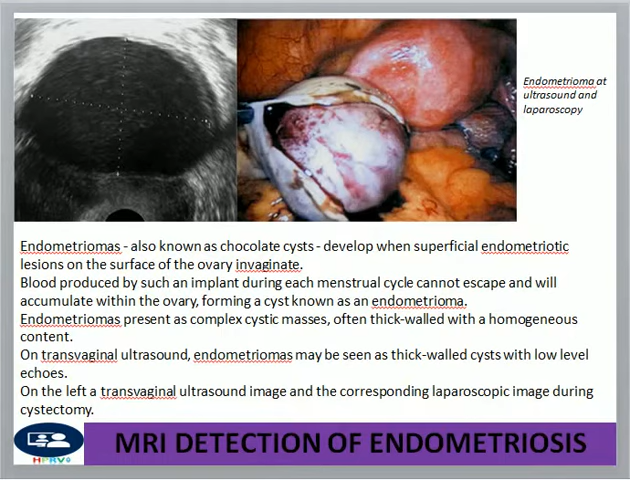 Endometrioma at
ultrasound and
laparoscopy
Endometriomas - also known as chocolate cysts - develop when superficial endometriotic
lesions on the surface of the ovary invaginate.
Blood produced by such an implant during each menstrual cycle cannot escape and will
accumulate within the ovary, forming a cyst known as an endometrioma.
Endometriomas present as complex cystic masses, often thick-walled with a homogeneous
content.
On transvaginal ultrasound, endometriomas may be seen as thick-walled cysts with low level
echoes.
On the left a transvaginal ultrasound image and the corresponding laparoscopic image during
cystectomy.
MRI DETECTION OF ENDOMETRIOSIS
HPRV